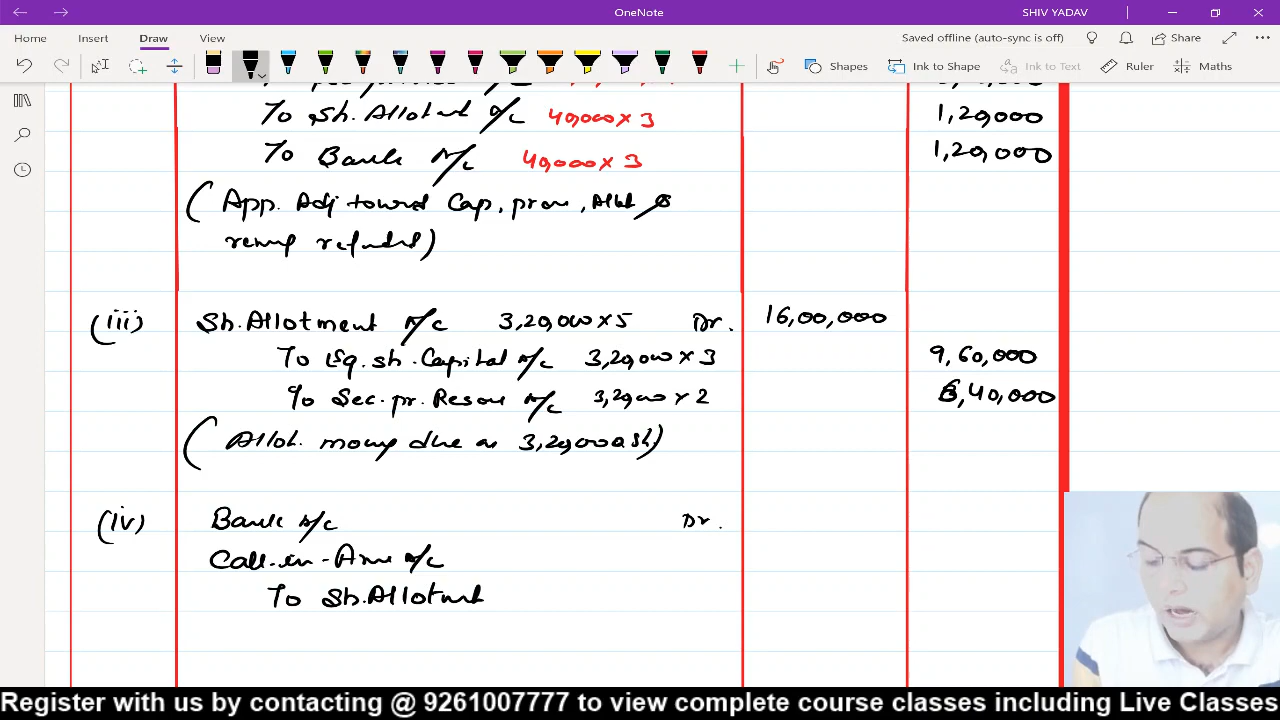 OneNote
SHIV YADAV
Home Insert Draw View
Saved offline (auto-sync is off)
Share
Shapes
Ink to Shape
Ink to Text
Ruler
Maths
To Sh. Allotment A/c 40,000 x 3 1,20,000
To Bank A/c 40,000 x 3 1,20,000
(App. Adj toward Cap, prem, Allot &
refunded)
(iii) Sh. Allotment A/c 3,20,000 x 5 Dr. 16,00,000
To Eq. sh. Capital A/c 3,20,000 x 3 9,60,000
To Sec. pr. Reserve A/c 3,20,000 x 2 6,40,000
(Allot. money due on 3,20,000 sh)
(iv) Bank A/c Dr.
Call-in-Arrear A/c
To Sh. Allotment
Register with us by contacting @ 9261007777 to view complete course classes including Live Classes